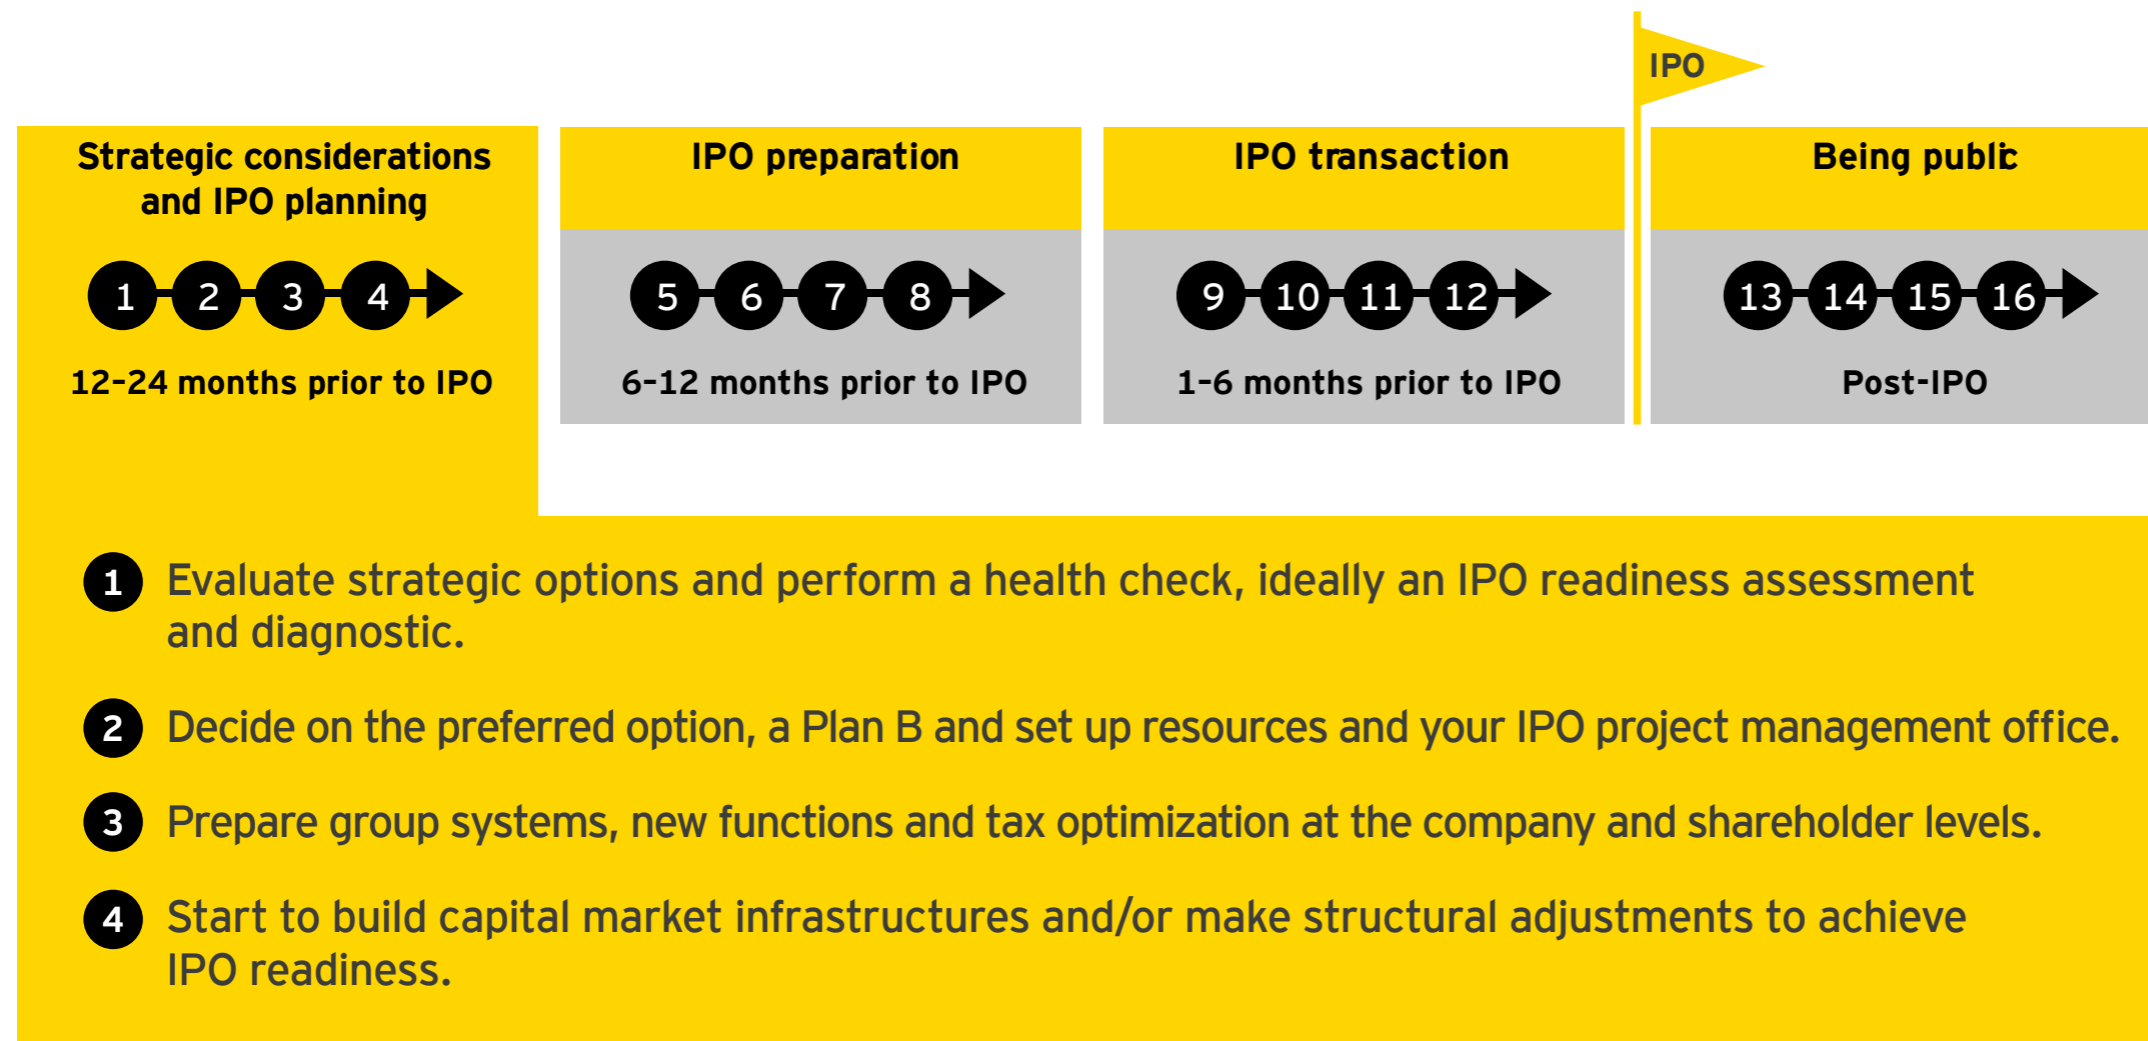 IPO
Strategic considerations
and IPO planning
1 2 3 4
12-24 months prior to IPO
IPO preparation
5 6 7 8
6-12 months prior to IPO
IPO transaction
9 10 11 12
1-6 months prior to IPO
Being public
13 14 15 16
Post-IPO
1 Evaluate strategic options and perform a health check, ideally an IPO readiness assessment
and diagnostic.
2 Decide on the preferred option, a Plan B and set up resources and your IPO project management office.
3 Prepare group systems, new functions and tax optimization at the company and shareholder levels.
4 Start to build capital market infrastructures and/or make structural adjustments to achieve
IPO readiness.